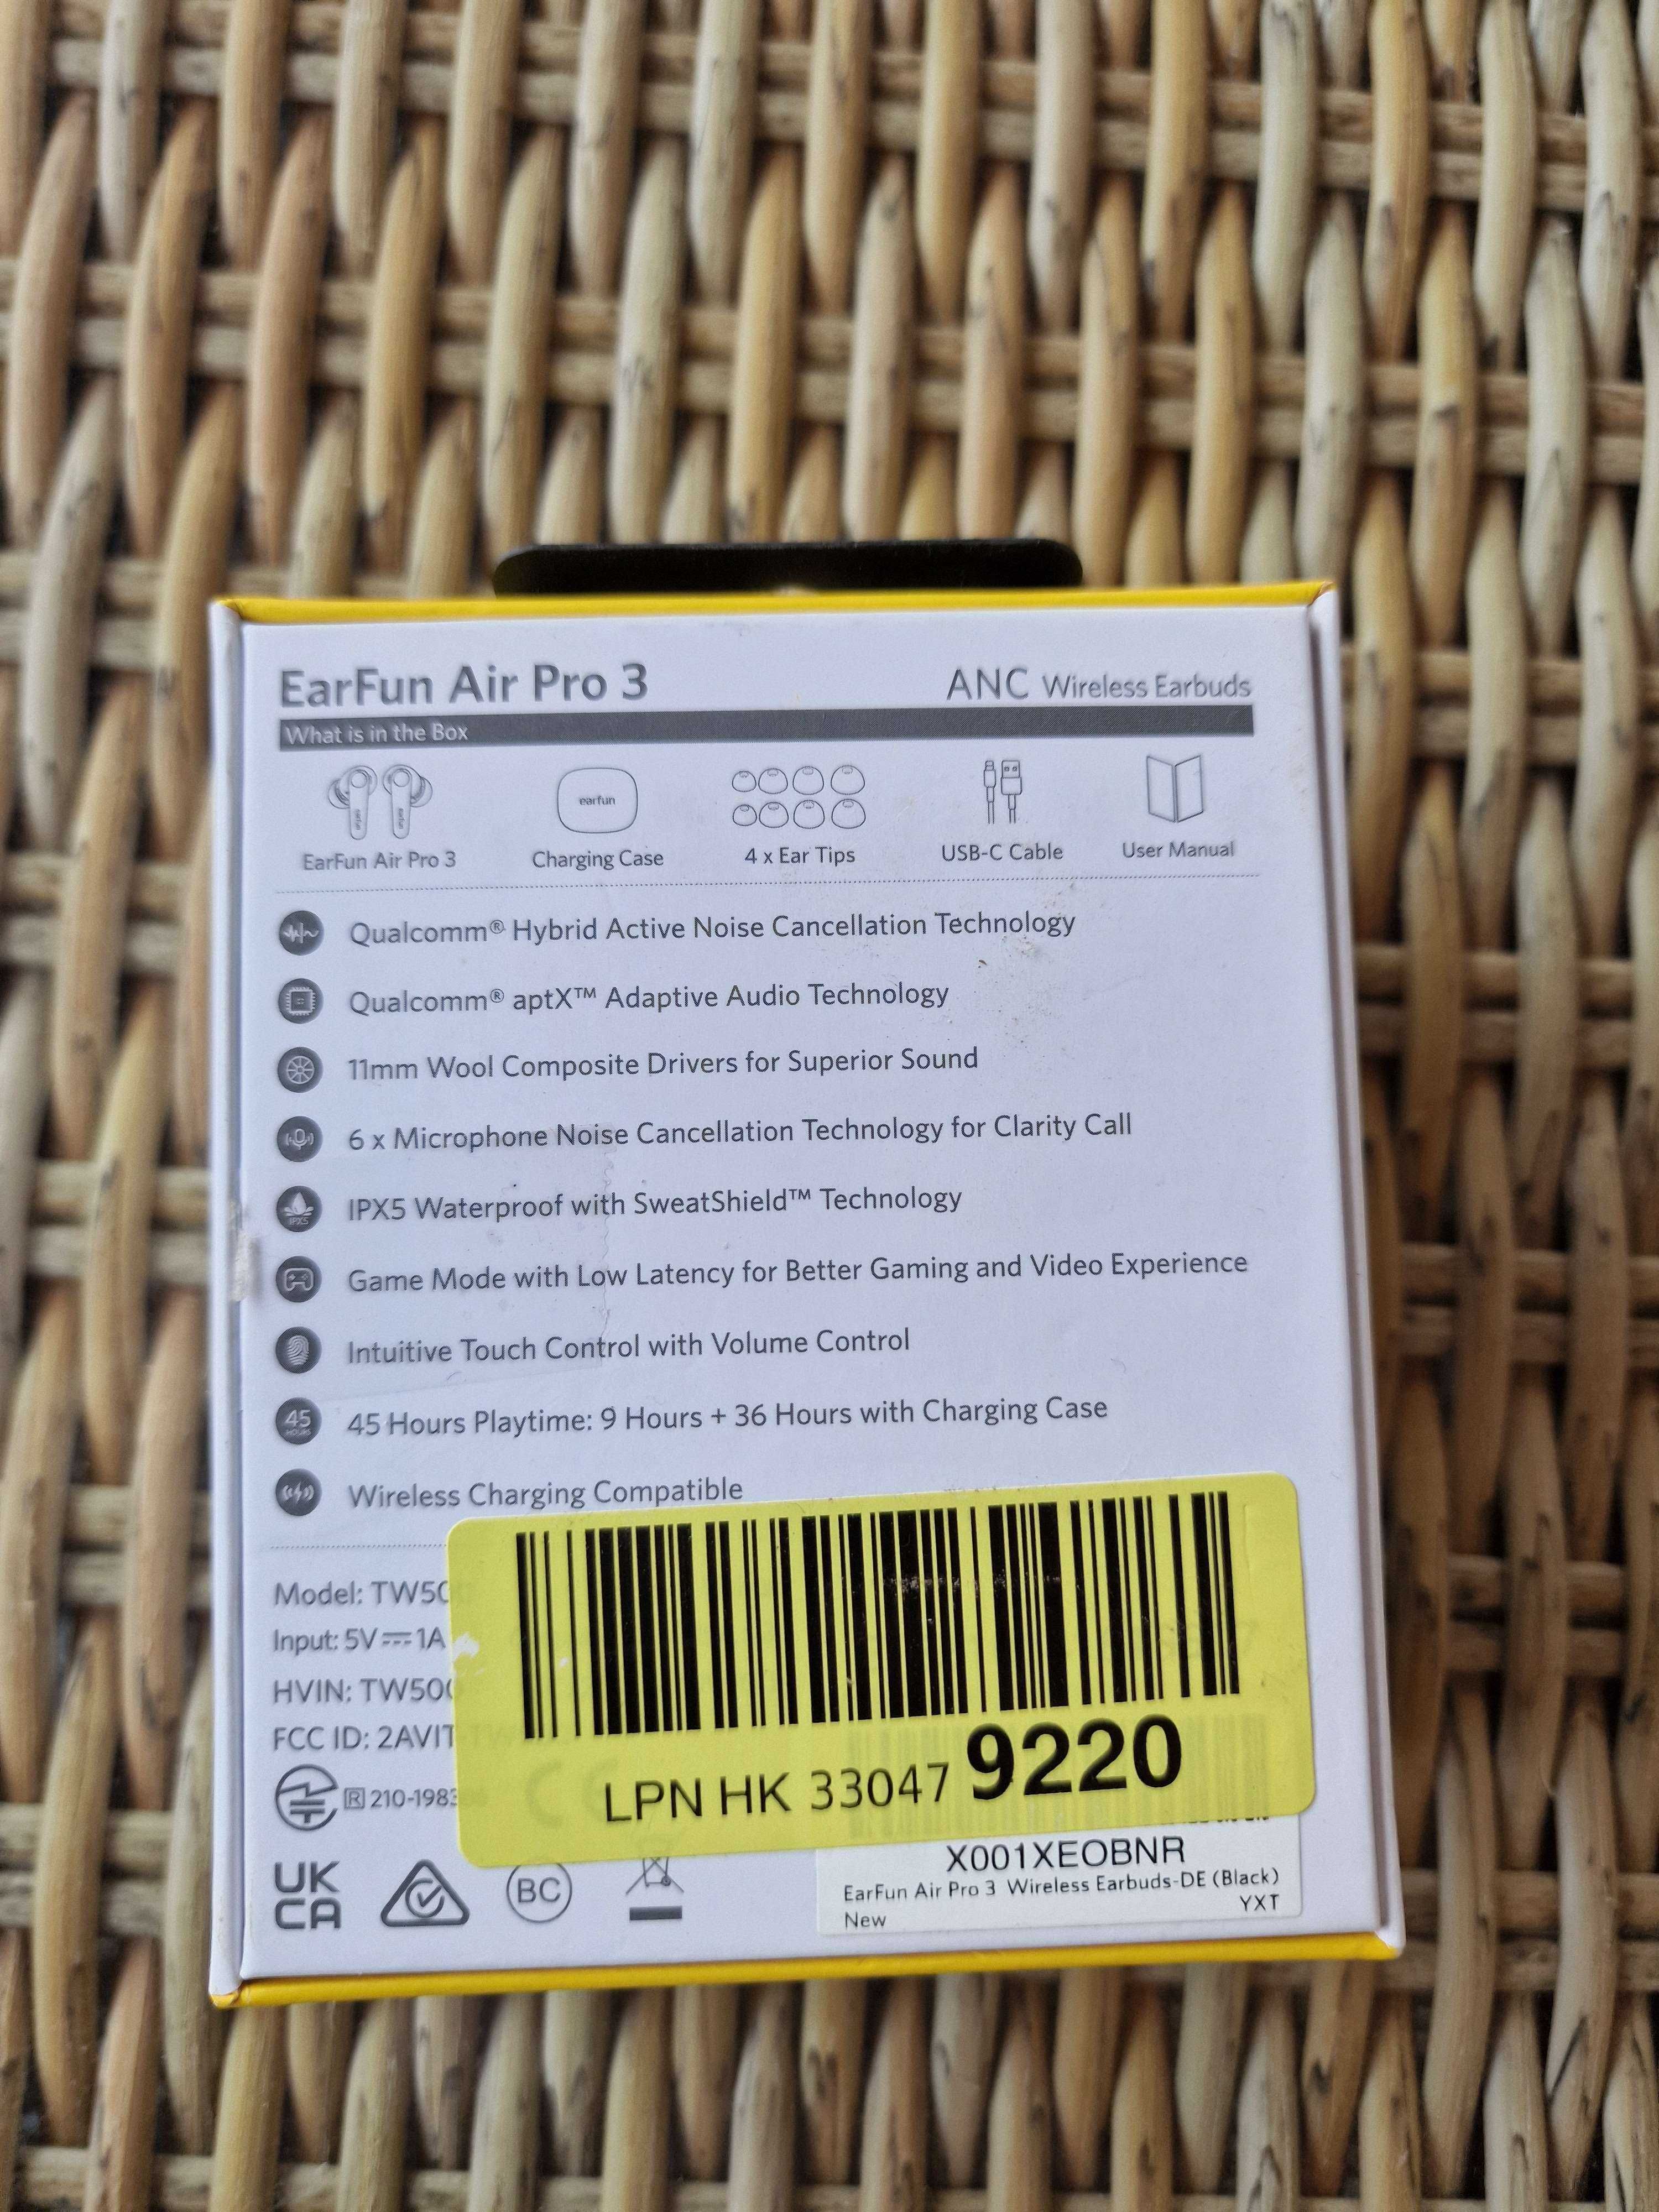 EarFun Air Pro 3
ANC Wireless Earbuds
What is in the Box
earfun
earfun
earfun
EarFun Air Pro 3
Charging Case
4 x Ear Tips
USB-C Cable
User Manual
Qualcomm® Hybrid Active Noise Cancellation Technology
Qualcomm® aptX™ Adaptive Audio Technology
11mm Wool Composite Drivers for Superior Sound
6 x Microphone Noise Cancellation Technology for Clarity Call
IPX5
IPX5 Waterproof with SweatShield™ Technology
Game Mode with Low Latency for Better Gaming and Video Experience
Intuitive Touch Control with Volume Control
45 HOURS
45 Hours Playtime: 9 Hours + 36 Hours with Charging Case
Wireless Charging Compatible
Model: TW50
Input: 5V⎓1A
HVIN: TW500
FCC ID: 2AVIT
R 210-1983
LPN HK 33047 9220
UK
CA
BC
X001XEOBNR
EarFun Air Pro 3 Wireless Earbuds-DE (Black)
New
YXT